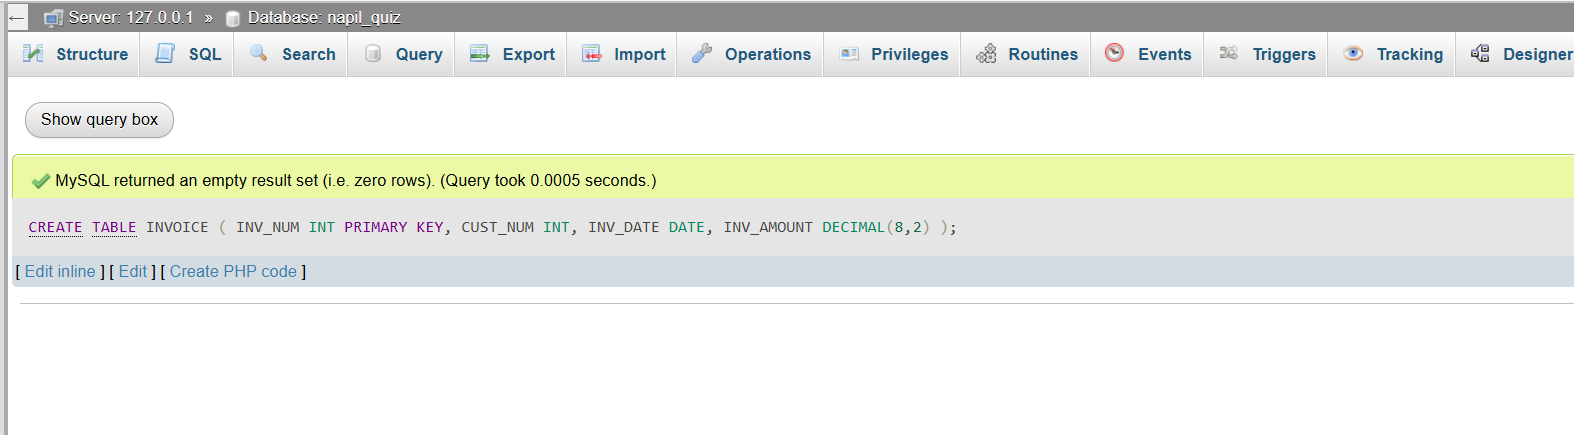 ← Server: 127.0.0.1 » Database: napil_quiz
Structure SQL Search Query Export Import Operations Privileges Routines Events Triggers Tracking Designer
Show query box
MySQL returned an empty result set (i.e. zero rows). (Query took 0.0005 seconds.)
CREATE TABLE INVOICE ( INV_NUM INT PRIMARY KEY, CUST_NUM INT, INV_DATE DATE, INV_AMOUNT DECIMAL(8,2) );
[ Edit inline ] [ Edit ] [ Create PHP code ]